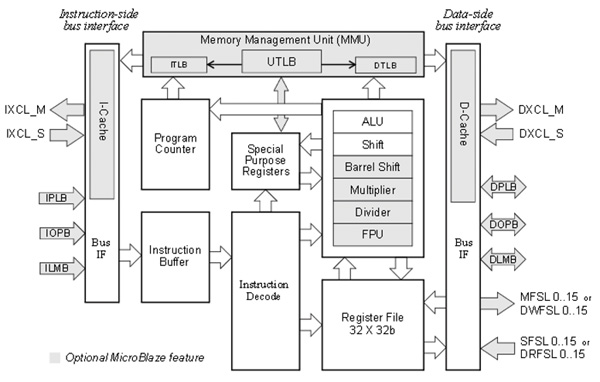 Instruction-side
bus interface
Data-side
bus interface
Memory Management Unit (MMU)
ITLB
UTLB
DTLB
I-Cache
D-Cache
IXCL_M
IXCL_S
DXCL_M
DXCL_S
Program
Counter
Special
Purpose
Registers
ALU
Shift
Barrel Shift
Multiplier
Divider
FPU
IPLB
IOPB
ILMB
Bus
IF
Instruction
Buffer
Instruction
Decode
Register File
32 X 32b
Bus
IF
DPLB
DOPB
DLMB
MFSL 0..15 or
DWFSL 0..15
SFSL 0..15 or
DRFSL 0..15
Optional MicroBlaze feature